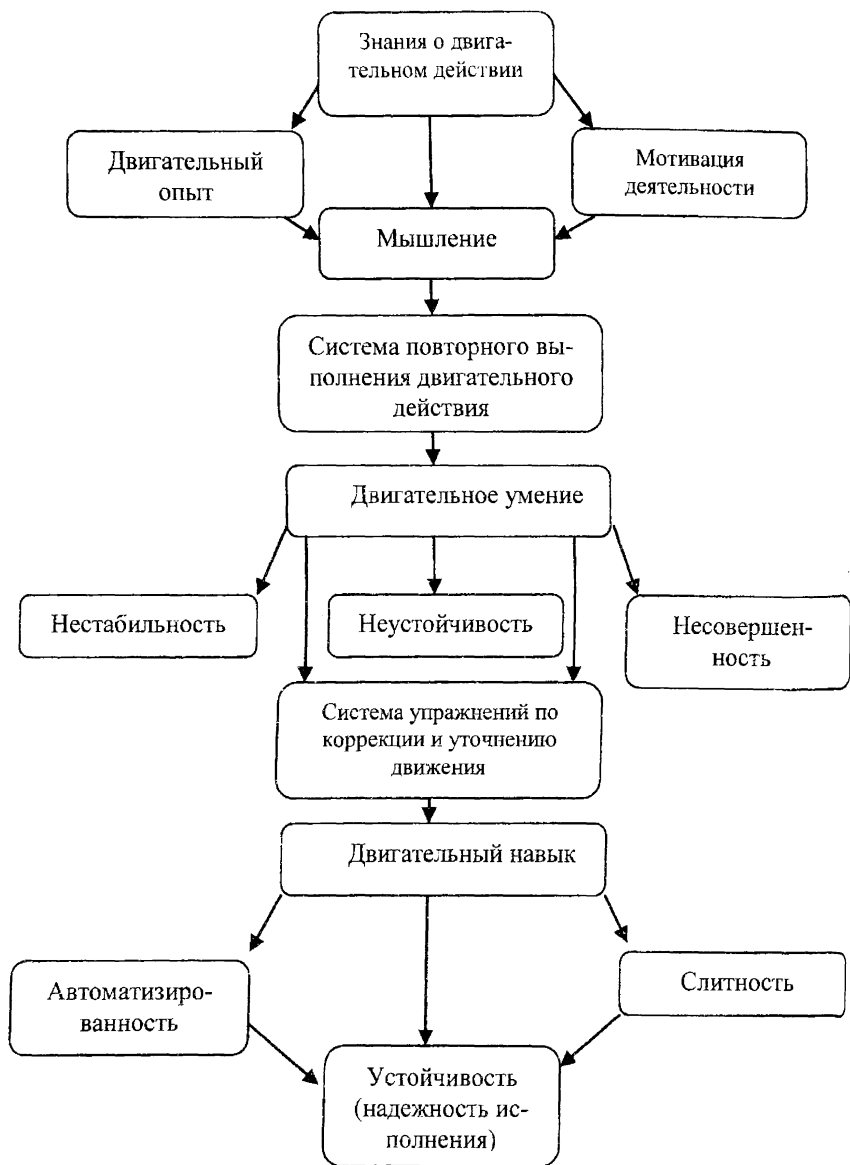 Знания о двига-
тельном действии
Двигательный
опыт
Мотивация
деятельности
Мышление
Система повторного вы-
полнения двигательного
действия
Двигательное умение
Нестабильность
Неустойчивость
Несовершен-
ность
Система упражнений по
коррекции и уточнению
движения
Двигательный навык
Автоматизиро-
ванность
Слитность
Устойчивость
(надежность ис-
полнения)